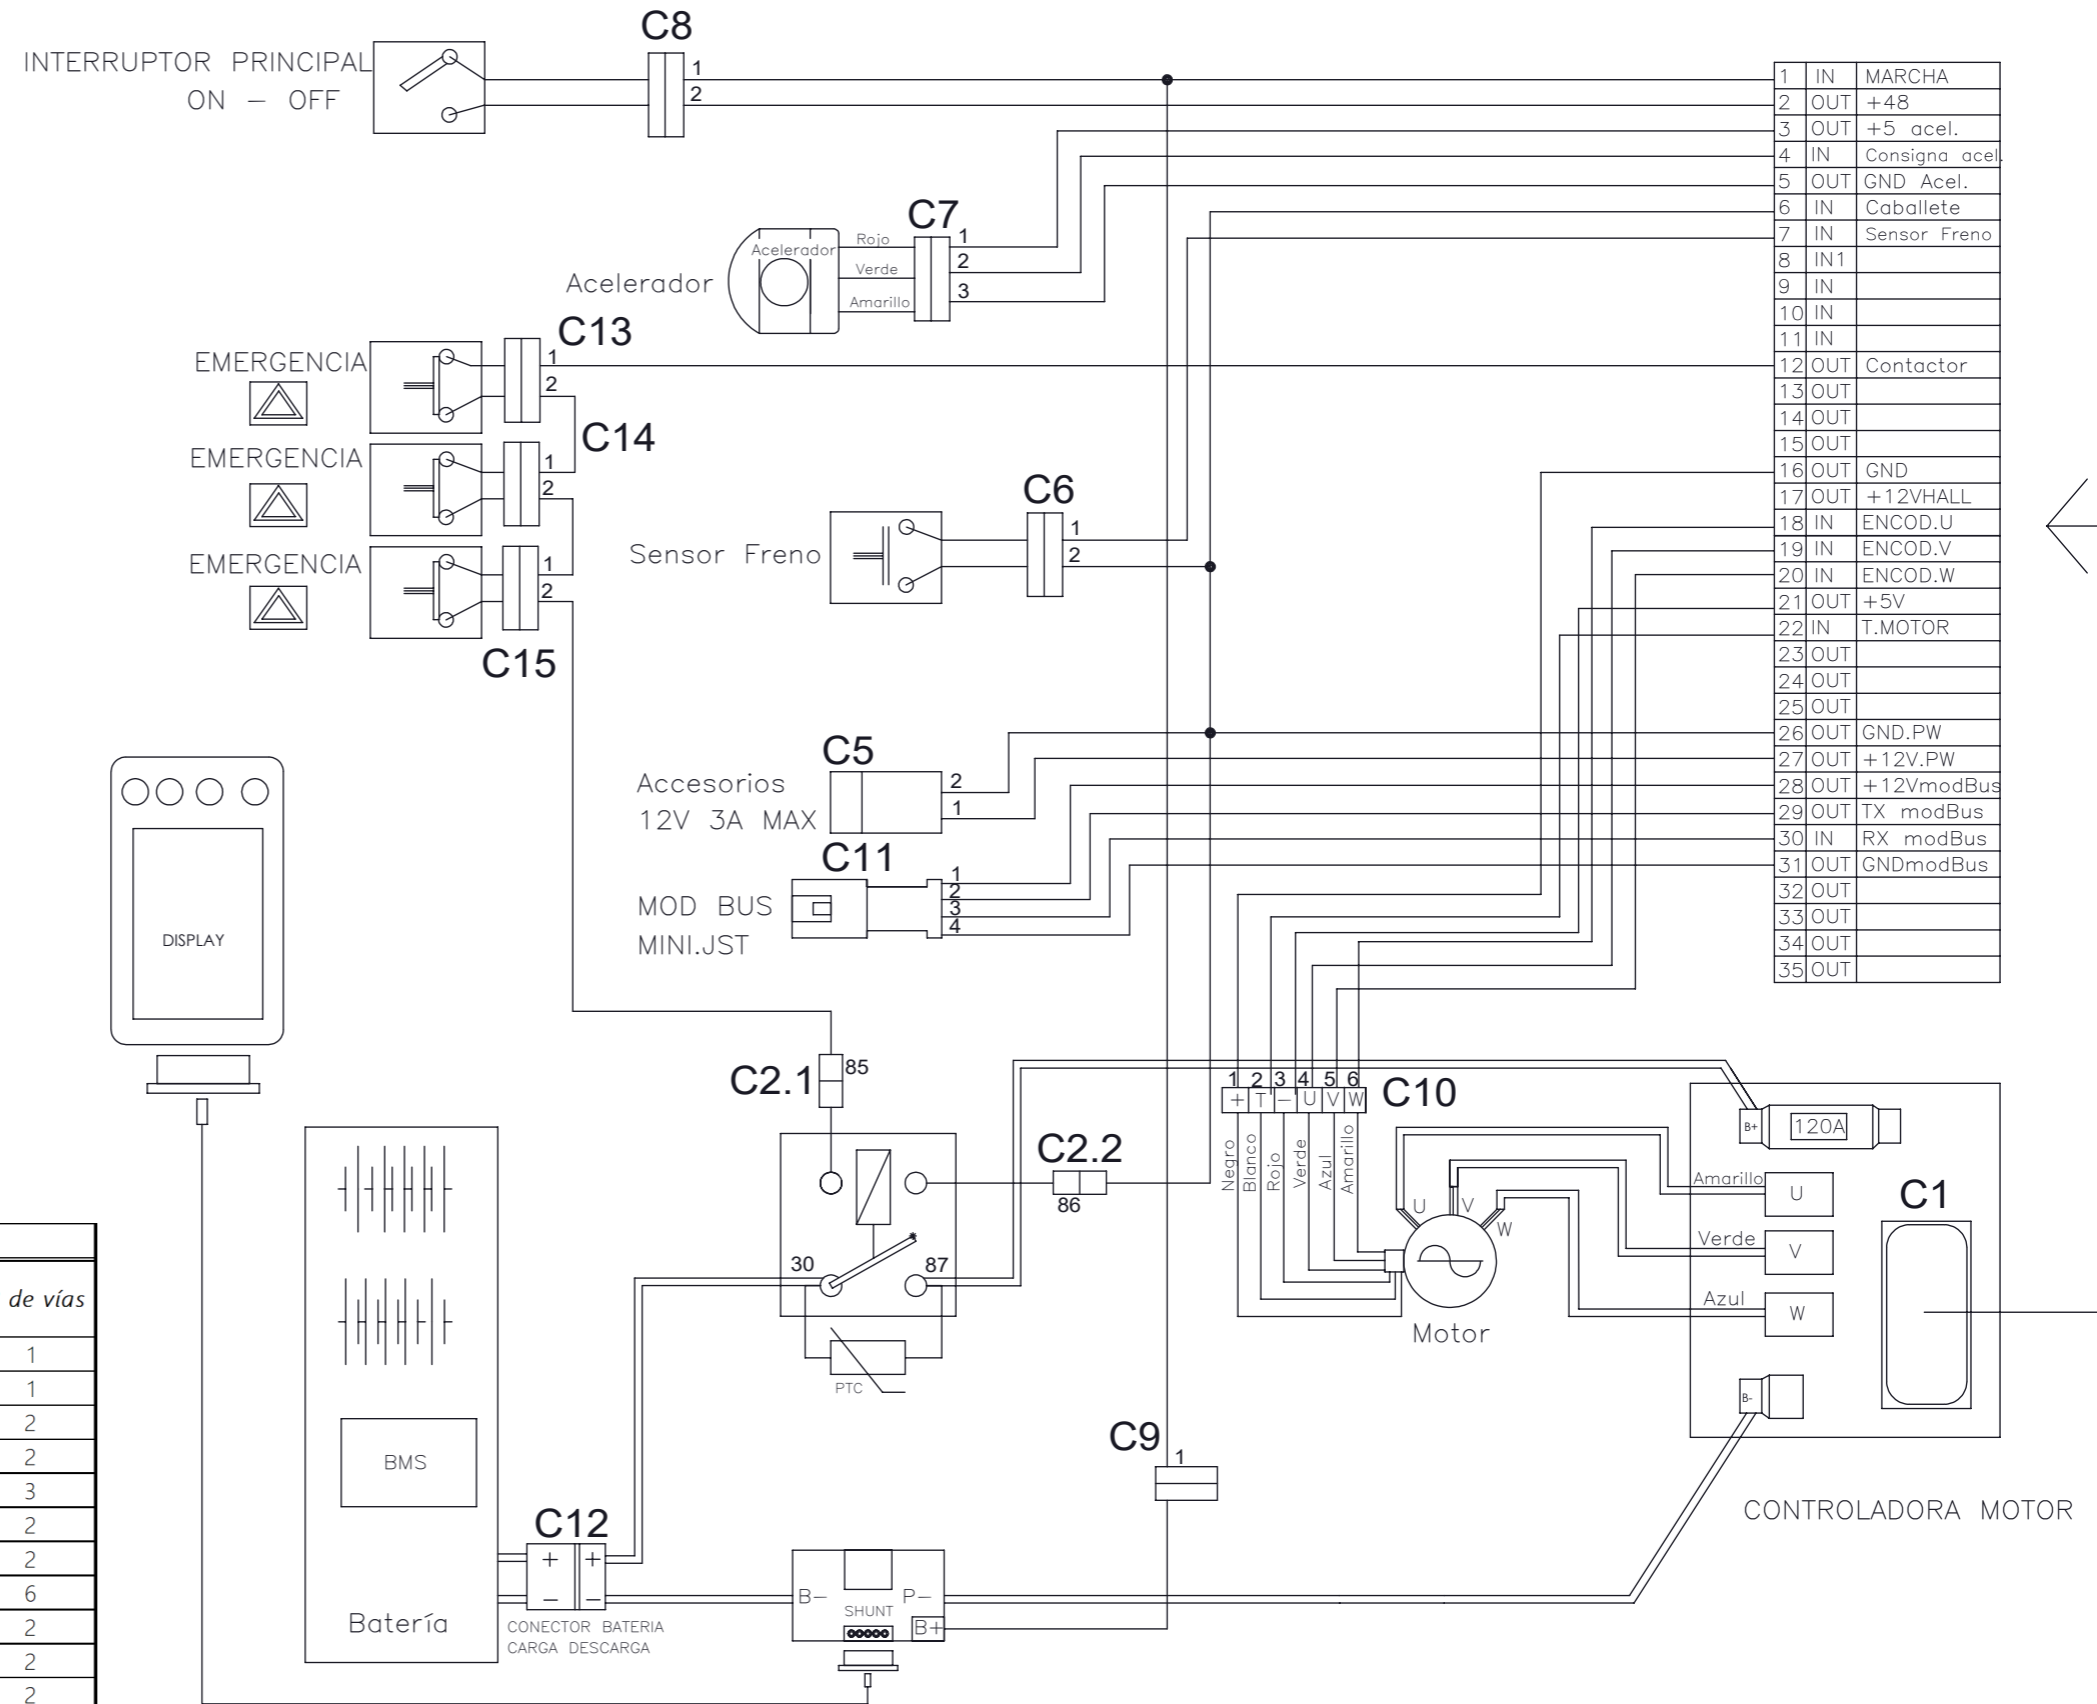 C8
INTERRUPTOR PRINCIPAL
ON - OFF
1
2
1 IN MARCHA
2 OUT +48
3 OUT +5 acel.
4 IN Consigna acel.
5 OUT GND Acel.
6 IN Caballete
7 IN Sensor Freno
8 IN1
9 IN
10 IN
11 IN
12 OUT Contactor
13 OUT
14 OUT
15 OUT
16 OUT GND
17 OUT +12VHALL
18 IN ENCOD.U
19 IN ENCOD.V
20 IN ENCOD.W
21 OUT +5V
22 IN T.MOTOR
23 OUT
24 OUT
25 OUT
26 OUT GND.PW
27 OUT +12V.PW
28 OUT +12VmodBus
29 OUT TX modBus
30 IN RX modBus
31 OUT GNDmodBus
32 OUT
33 OUT
34 OUT
35 OUT
C7
Acelerador
Acelerador
Rojo
Verde
Amarillo
1
2
3
C13
EMERGENCIA
1
2
C14
EMERGENCIA
1
2
EMERGENCIA
1
2
C15
C6
Sensor Freno
1
2
C5
Accesorios
12V 3A MAX
2
1
C11
MOD BUS
MINI.JST
1
2
3
4
DISPLAY
C2.1
85
C2.2
86
30
87
PTC
1 2 3 4 5 6
+ T - U V W
C10
Negro
Blanco
Rojo
Verde
Azul
Amarillo
U
V
W
Motor
B+
120A
Amarillo
U
Verde
V
Azul
W
C1
B-
CONTROLADORA MOTOR
C9
1
BMS
Batería
C12
+ +
- -
CONECTOR BATERIA
CARGA DESCARGA
B-
P-
SHUNT
B+
de vías
1
1
2
2
3
2
2
6
2
2
2